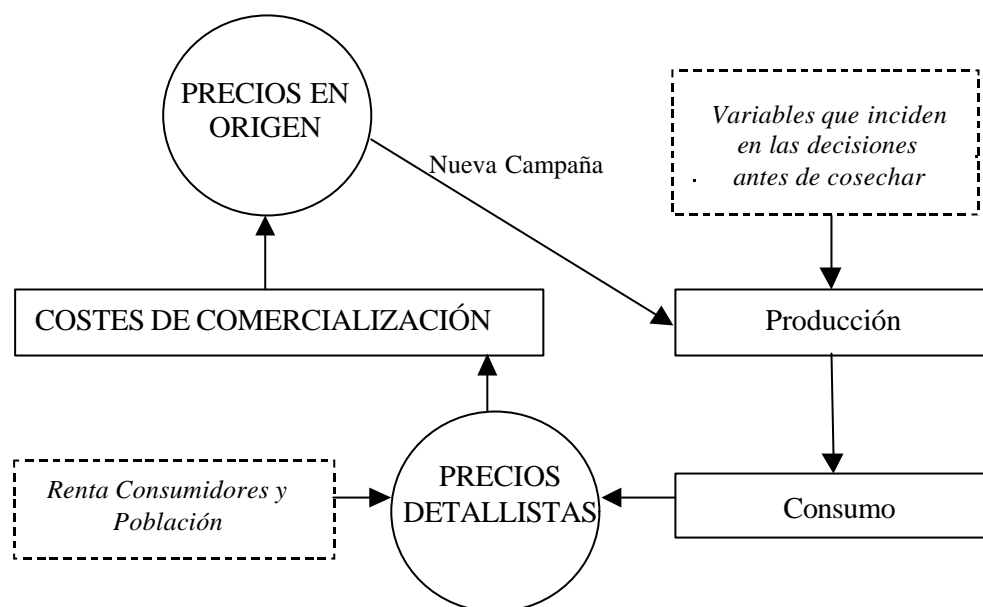 PRECIOS EN
ORIGEN
Variables que inciden
en las decisiones
antes de cosechar
Nueva Campaña
COSTES DE COMERCIALIZACIÓN
Producción
Renta Consumidores y
Población
PRECIOS
DETALLISTAS
Consumo